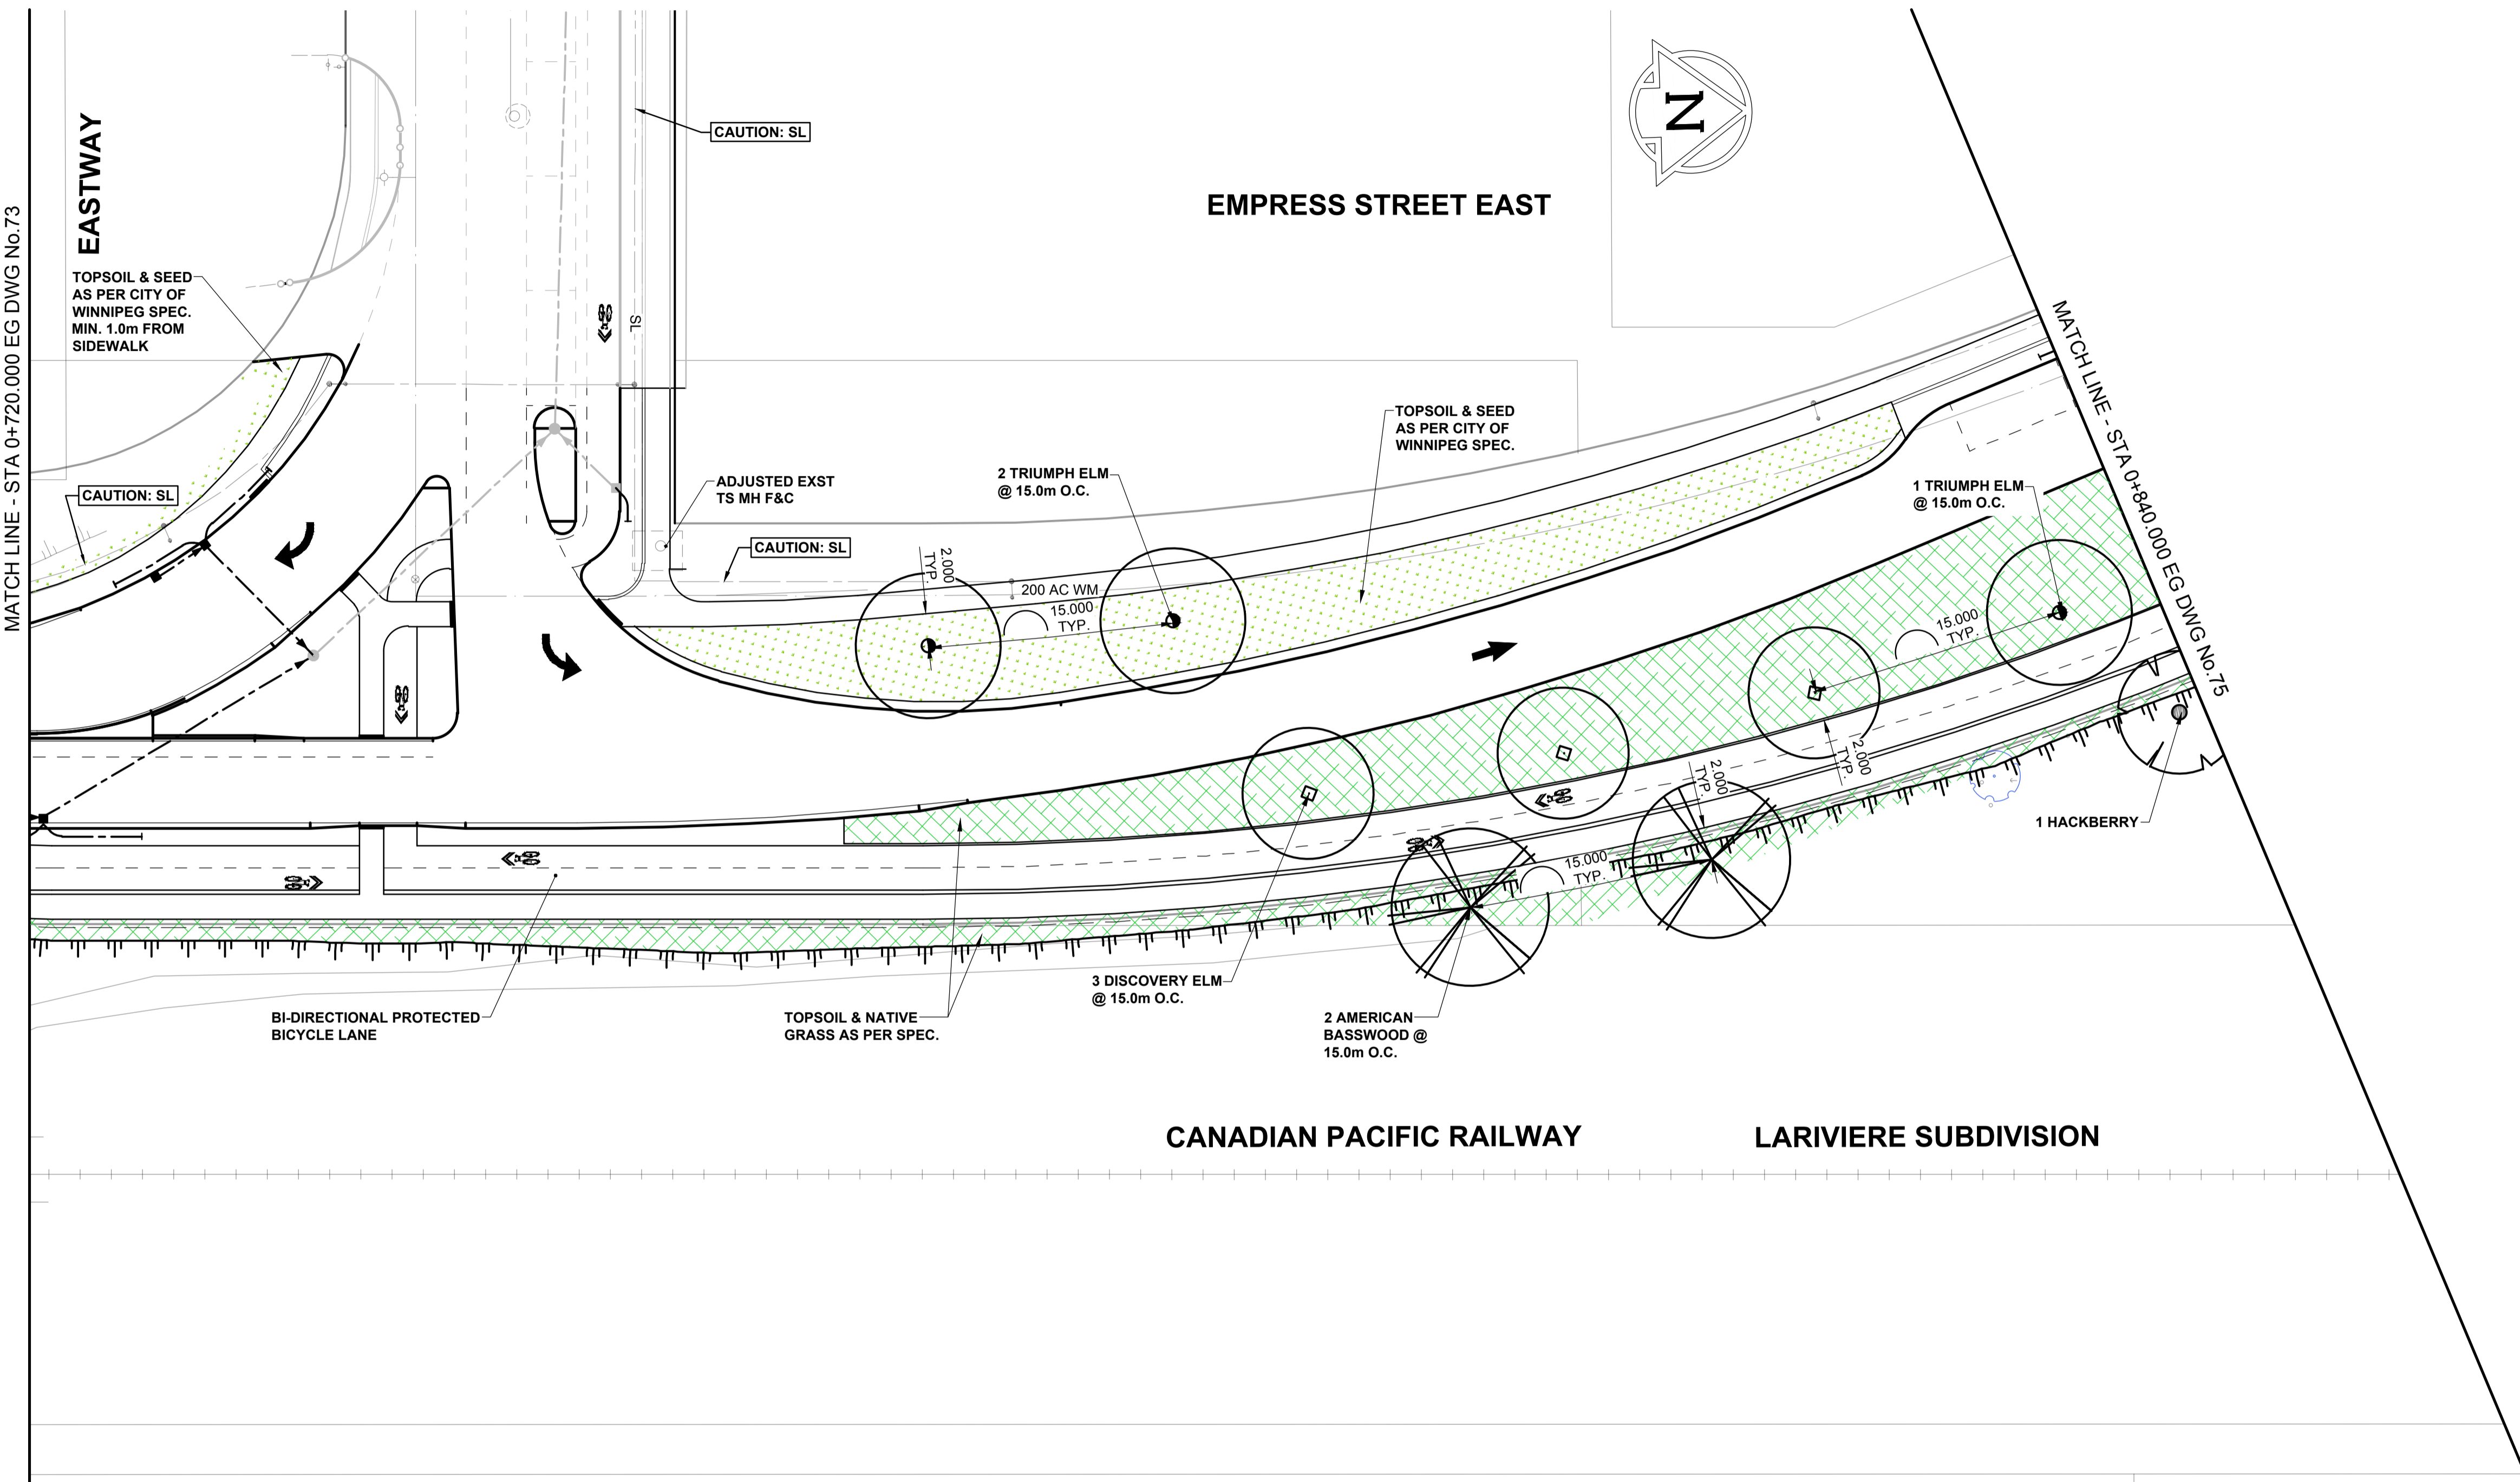 MATCH LINE - STA 0+720.000 EG DWG No.73
EASTWAY
TOPSOIL & SEED
AS PER CITY OF
WINNIPEG SPEC.
MIN. 1.0m FROM
SIDEWALK
CAUTION: SL
CAUTION: SL
SL
ADJUSTED EXST
TS MH F&C
CAUTION: SL
EMPRESS STREET EAST
N
2 TRIUMPH ELM
@ 15.0m O.C.
TOPSOIL & SEED
AS PER CITY OF
WINNIPEG SPEC.
2.000
TYP.
200 AC WM
15.000
TYP.
1 TRIUMPH ELM
@ 15.0m O.C.
15.000
TYP.
2.000
TYP.
2.000
TYP.
15.000
TYP.
MATCH LINE - STA 0+840.000 EG DWG No.75
1 HACKBERRY
3 DISCOVERY ELM
@ 15.0m O.C.
BI-DIRECTIONAL PROTECTED
BICYCLE LANE
TOPSOIL & NATIVE
GRASS AS PER SPEC.
2 AMERICAN
BASSWOOD @
15.0m O.C.
CANADIAN PACIFIC RAILWAY
LARIVIERE SUBDIVISION